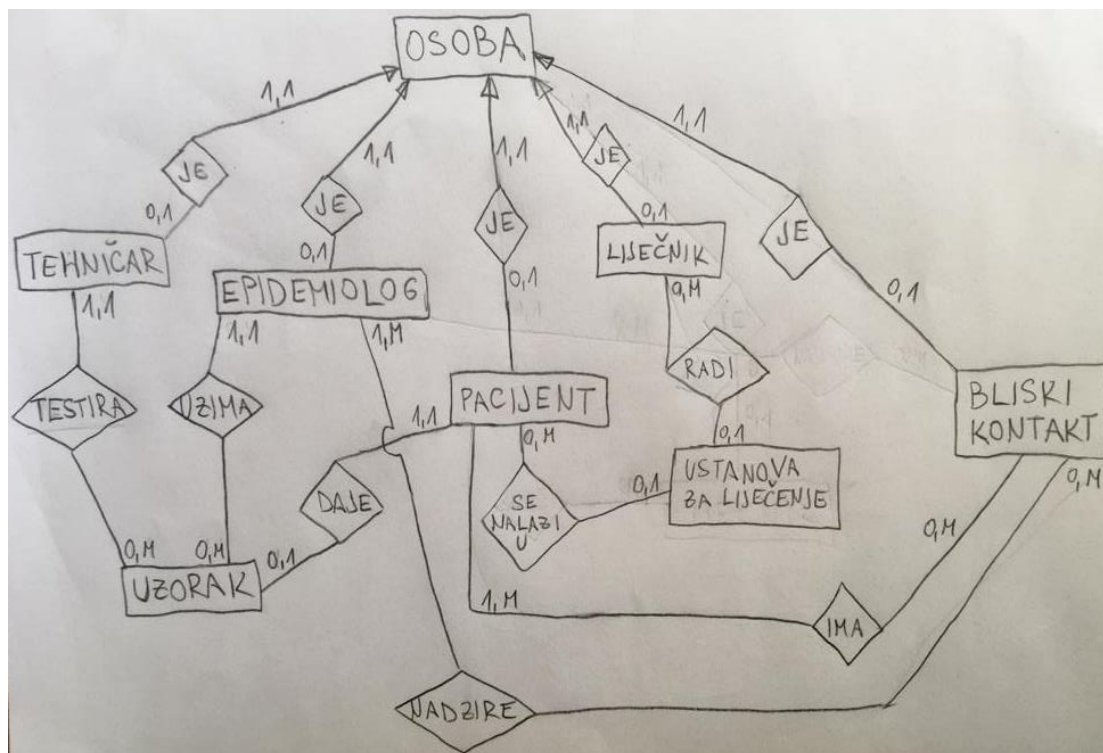 OSOBA
1,1
1,1
1,1
1,1
1,1
JE
JE
JE
JE
JE
0,1
0,1
0,1
0,1
0,1
TEHNIČAR
EPIDEMIOLOG
LIJEČNIK
1,1
1,1
1,M
0,M
TESTIRA
UZIMA
RADI
PACIJENT
BLISKI
KONTAKT
1,1
0,M
0,1
0,M
DAJE
SE
NALAZI
U
0,1
USTANOVA
ZA LIJEČENJE
0,M
0,M
0,M
0,1
UZORAK
1,M
IMA
NADZIRE